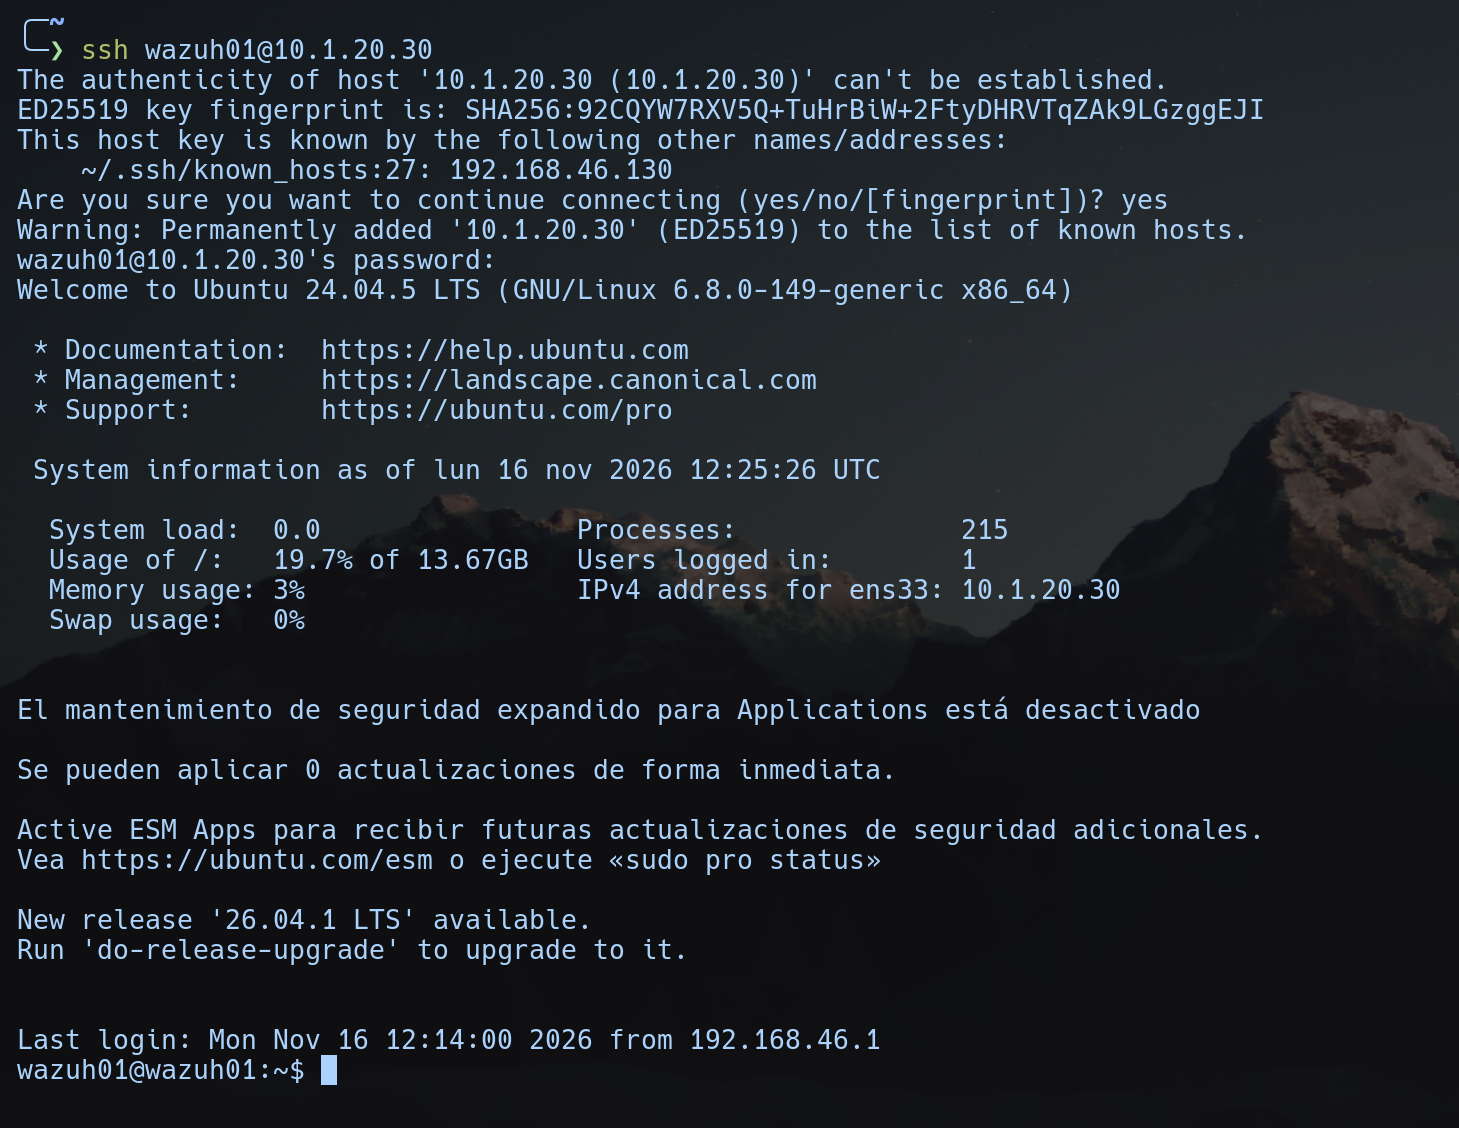 ~
❯ ssh wazuh01@10.1.20.30
The authenticity of host '10.1.20.30 (10.1.20.30)' can't be established.
ED25519 key fingerprint is: SHA256:92CQYW7RXV5Q+TuHrBiW+2FtyDHRVTqZAk9LGzggEJI
This host key is known by the following other names/addresses:
    ~/.ssh/known_hosts:27: 192.168.46.130
Are you sure you want to continue connecting (yes/no/[fingerprint])? yes
Warning: Permanently added '10.1.20.30' (ED25519) to the list of known hosts.
wazuh01@10.1.20.30's password:
Welcome to Ubuntu 24.04.5 LTS (GNU/Linux 6.8.0-149-generic x86_64)

 * Documentation:  https://help.ubuntu.com
 * Management:     https://landscape.canonical.com
 * Support:        https://ubuntu.com/pro

 System information as of lun 16 nov 2026 12:25:26 UTC

  System load:  0.0                Processes:              215
  Usage of /:   19.7% of 13.67GB   Users logged in:        1
  Memory usage: 3%                 IPv4 address for ens33: 10.1.20.30
  Swap usage:   0%

El mantenimiento de seguridad expandido para Applications está desactivado

Se pueden aplicar 0 actualizaciones de forma inmediata.

Active ESM Apps para recibir futuras actualizaciones de seguridad adicionales.
Vea https://ubuntu.com/esm o ejecute «sudo pro status»

New release '26.04.1 LTS' available.
Run 'do-release-upgrade' to upgrade to it.

Last login: Mon Nov 16 12:14:00 2026 from 192.168.46.1
wazuh01@wazuh01:~$